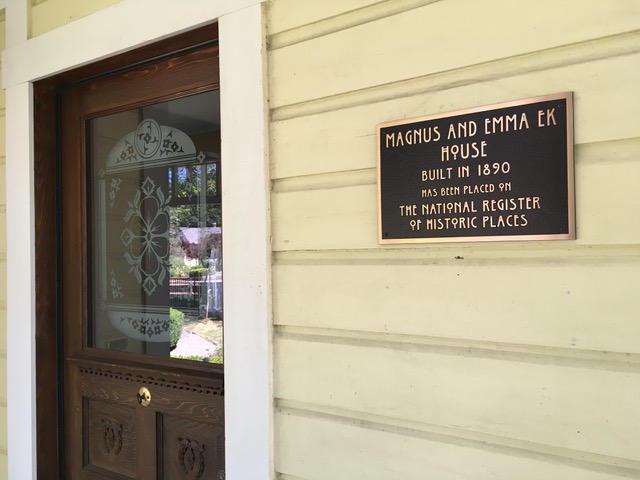 MAGNUS AND EMMA EK
HOUSE
BUILT IN 1890
HAS BEEN PLACED ON
THE NATIONAL REGISTER
OF HISTORIC PLACES